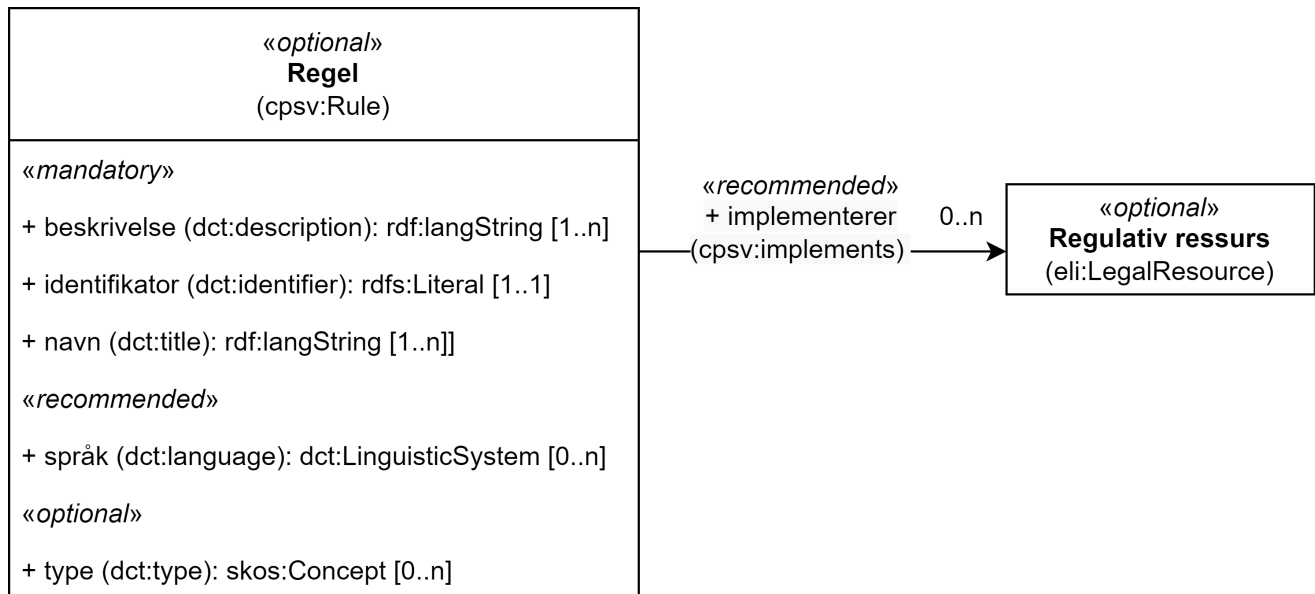 «optional»
Regel
(cpsv:Rule)
«mandatory»
+ beskrivelse (dct:description): rdf:langString [1..n]
+ identifikator (dct:identifier): rdfs:Literal [1..1]
+ navn (dct:title): rdf:langString [1..n]]
«recommended»
+ språk (dct:language): dct:LinguisticSystem [0..n]
«optional»
+ type (dct:type): skos:Concept [0..n]
«recommended»
+ implementerer 0..n
(cpsv:implements)
«optional»
Regulativ ressurs
(eli:LegalResource)